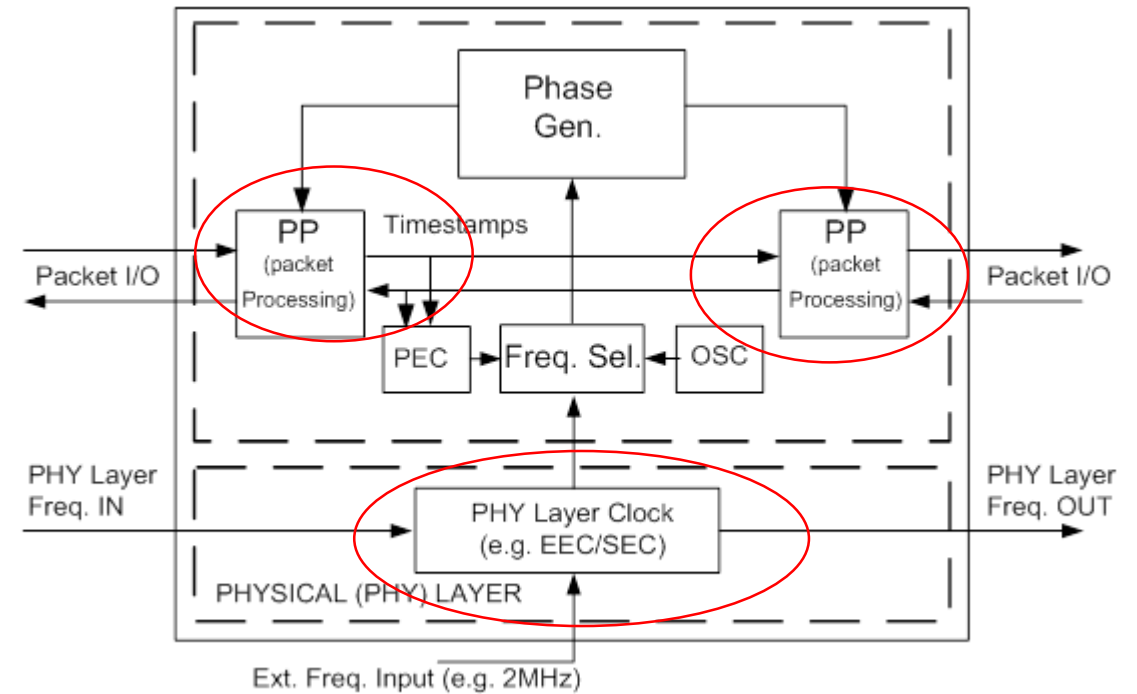 Phase
Gen.
PP
(packet
Processing)
Timestamps
PP
(packet
Processing)
Packet I/O
Packet I/O
PEC
Freq. Sel.
OSC
PHY Layer
Freq. IN
PHY Layer Clock
(e.g. EEC/SEC)
PHY Layer
Freq. OUT
PHYSICAL (PHY) LAYER
Ext. Freq. Input (e.g. 2MHz)